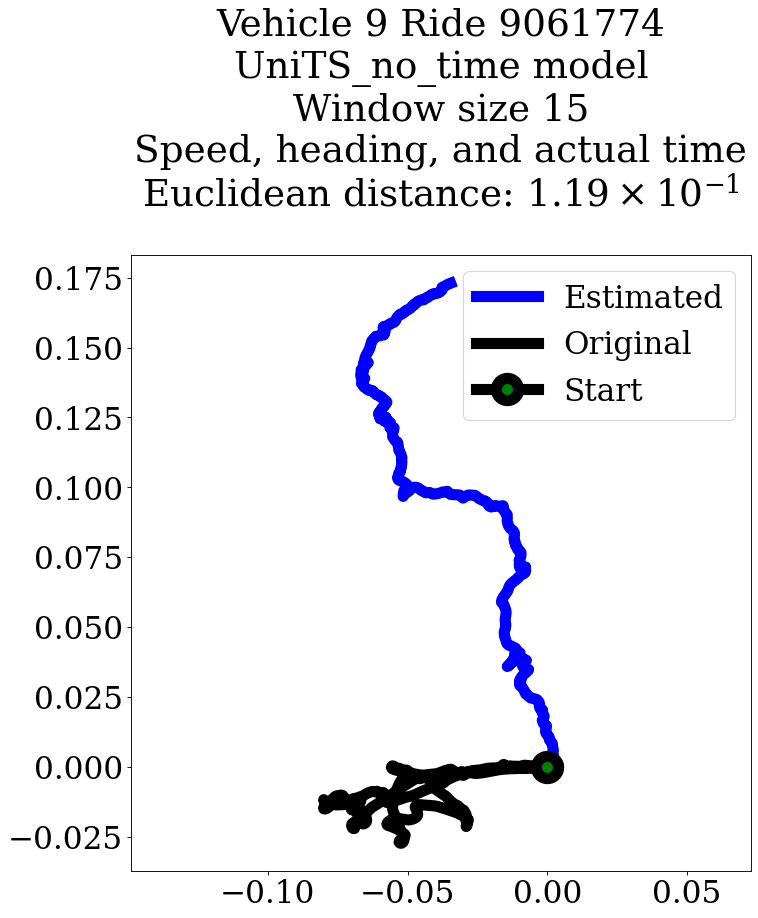 Vehicle 9 Ride 9061774
UniTS_no_time model
Window size 15
Speed, heading, and actual time
Euclidean distance: 1.19 × 10⁻¹
Estimated
Original
Start
0.175
0.150
0.125
0.100
0.075
0.050
0.025
0.000
−0.025
−0.10 −0.05 0.00 0.05